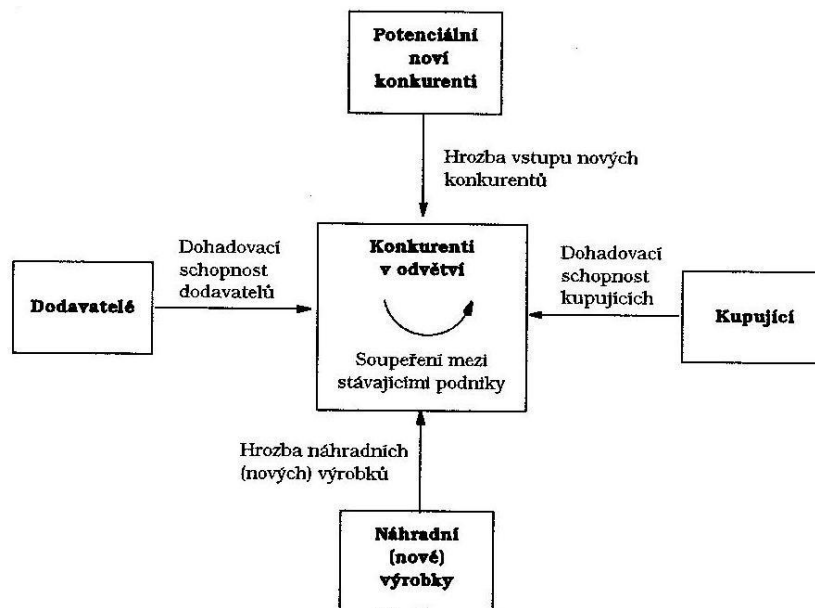 Potenciální
noví
konkurenti
Hrozba vstupu nových
konkurentů
Dohadovací
schopnost
dodavatelů
Dodavatelé
Konkurenti
v odvětví
Soupeření mezi
stávajícími podniky
Dohadovací
schopnost
kupujících
Kupující
Hrozba náhradních
(nových) výrobků
Náhradní
(nové)
výrobky